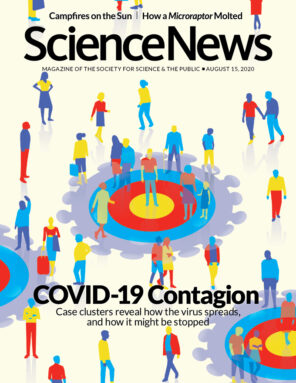 Campfires on the Sun | How a Microraptor Molted
ScienceNews
MAGAZINE OF THE SOCIETY FOR SCIENCE & THE PUBLIC ■ AUGUST 15, 2020
COVID-19 Contagion
Case clusters reveal how the virus spreads,
and how it might be stopped